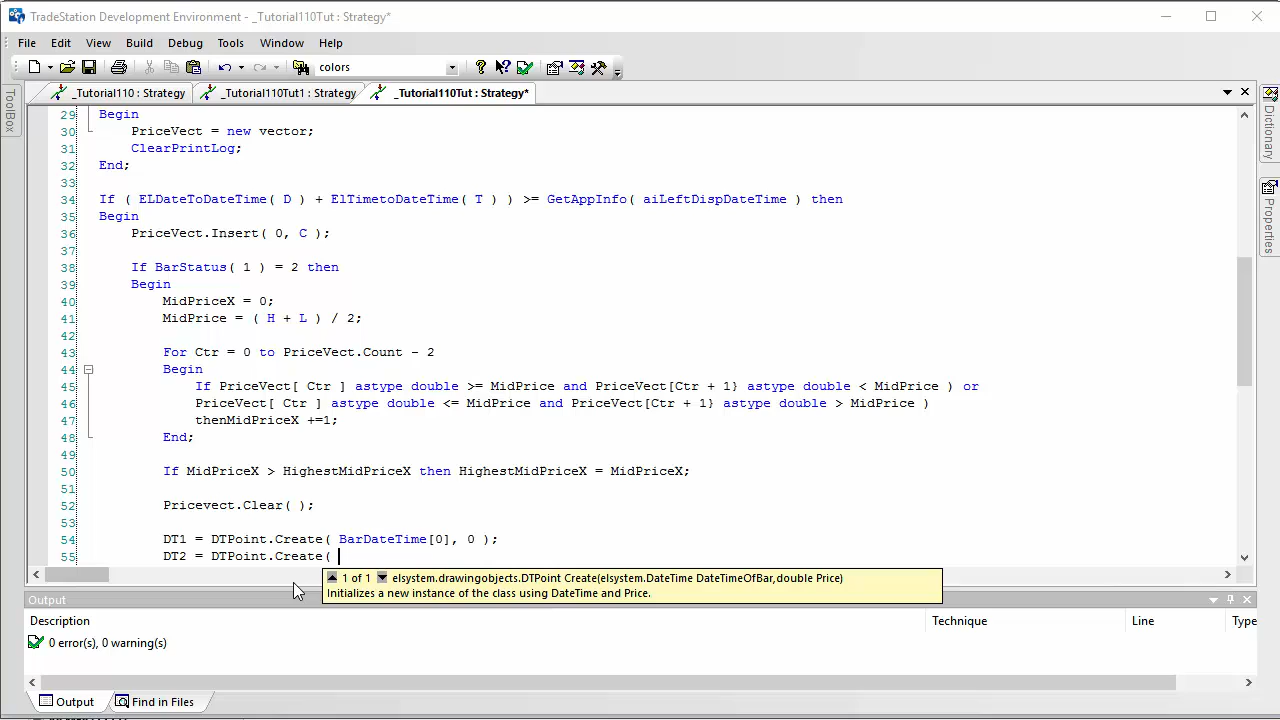 TradeStation Development Environment - _Tutorial110Tut : Strategy*
File Edit View Build Debug Tools Window Help
colors
_Tutorial110 : Strategy _Tutorial110Tut1 : Strategy _Tutorial110Tut : Strategy*
ToolBox
Dictionary
Properties
29 Begin
30 PriceVect = new vector;
31 ClearPrintLog;
32 End;
33
34 If ( ELDateToDateTime( D ) + ElTimetoDateTime( T ) ) >= GetAppInfo( aiLeftDispDateTime ) then
35 Begin
36 PriceVect.Insert( 0, C );
37
38 If BarStatus( 1 ) = 2 then
39 Begin
40 MidPriceX = 0;
41 MidPrice = ( H + L ) / 2;
42
43 For Ctr = 0 to PriceVect.Count - 2
44 Begin
45 If PriceVect[ Ctr ] astype double >= MidPrice and PriceVect[Ctr + 1} astype double < MidPrice ) or
46 PriceVect[ Ctr ] astype double <= MidPrice and PriceVect[Ctr + 1} astype double > MidPrice )
47 thenMidPriceX +=1;
48 End;
49
50 If MidPriceX > HighestMidPriceX then HighestMidPriceX = MidPriceX;
51
52 Pricevect.Clear( );
53
54 DT1 = DTPoint.Create( BarDateTime[0], 0 );
55 DT2 = DTPoint.Create(
1 of 1 elsystem.drawingobjects.DTPoint Create(elsystem.DateTime DateTimeOfBar,double Price)
Initializes a new instance of the class using DateTime and Price.
Output
Description Technique Line Type
0 error(s), 0 warning(s)
Output Find in Files